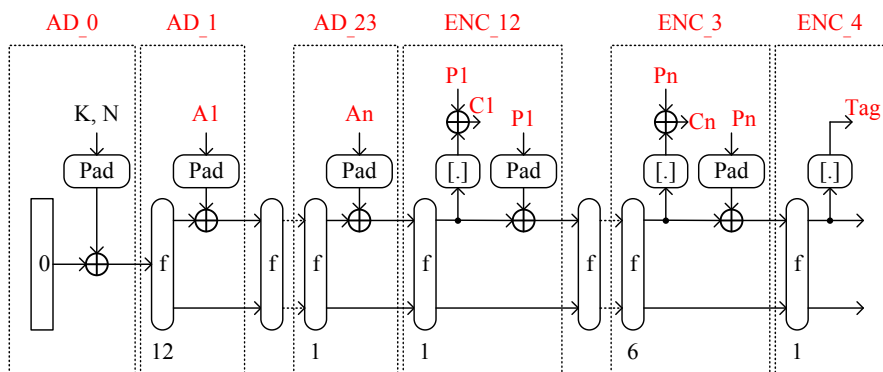 AD_0 AD_1 AD_23 ENC_12 ENC_3 ENC_4
P1 Pn
K, N A1 An C1 P1 Cn Pn Tag
Pad Pad Pad [.] Pad [.] Pad [.]
0 f f f f f f f
12 1 1 6 1